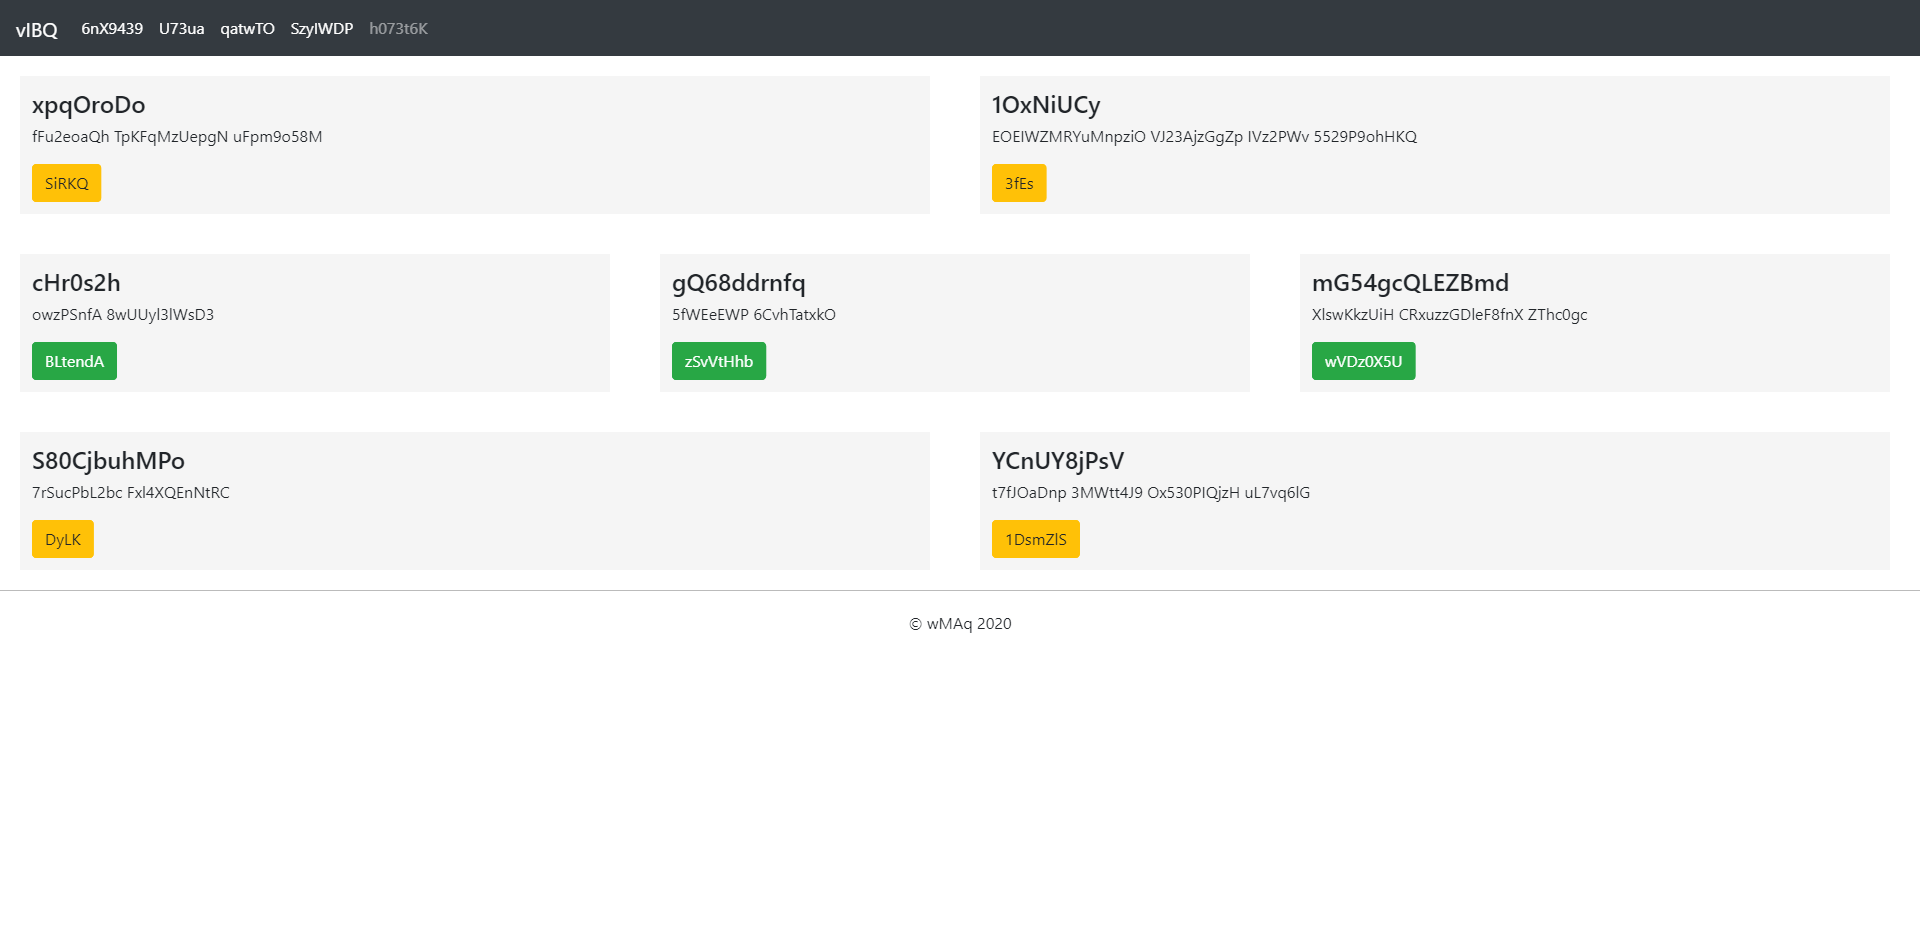 vIBQ 6nX9439 U73ua qatwTO SzylWDP h073t6K
xpqOroDo
fFu2eoaQh TpKFqMzUepgN uFpm9o58M
SiRKQ
1OxNiUCy
EOEIWZMRYuMnpziO VJ23AjzGgZp IVz2PWv 5529P9ohHKQ
3fEs
cHr0s2h
owzPSnfA 8wUUyl3lWsD3
BLtendA
gQ68ddrnfq
5fWEeEWP 6CvhTatxkO
zSvVtHhb
mG54gcQLEZBmd
XlswKkzUiH CRxuzzGDleF8fnX ZThc0gc
wVDz0X5U
S80CjbuhMPo
7rSucPbL2bc Fxl4XQEnNtRC
DyLK
YCnUY8jPsV
t7fJOaDnp 3MWtt4J9 Ox530PIQjzH uL7vq6lG
1DsmZlS
© wMAq 2020